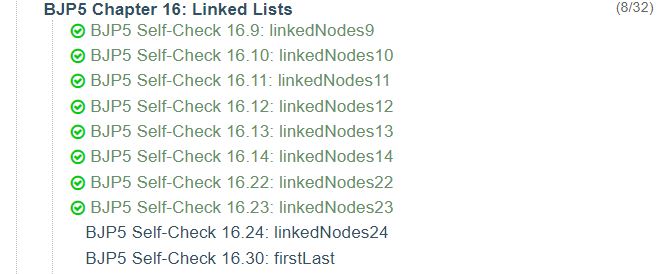 BJP5 Chapter 16: Linked Lists (8/32)
BJP5 Self-Check 16.9: linkedNodes9
BJP5 Self-Check 16.10: linkedNodes10
BJP5 Self-Check 16.11: linkedNodes11
BJP5 Self-Check 16.12: linkedNodes12
BJP5 Self-Check 16.13: linkedNodes13
BJP5 Self-Check 16.14: linkedNodes14
BJP5 Self-Check 16.22: linkedNodes22
BJP5 Self-Check 16.23: linkedNodes23
BJP5 Self-Check 16.24: linkedNodes24
BJP5 Self-Check 16.30: firstLast